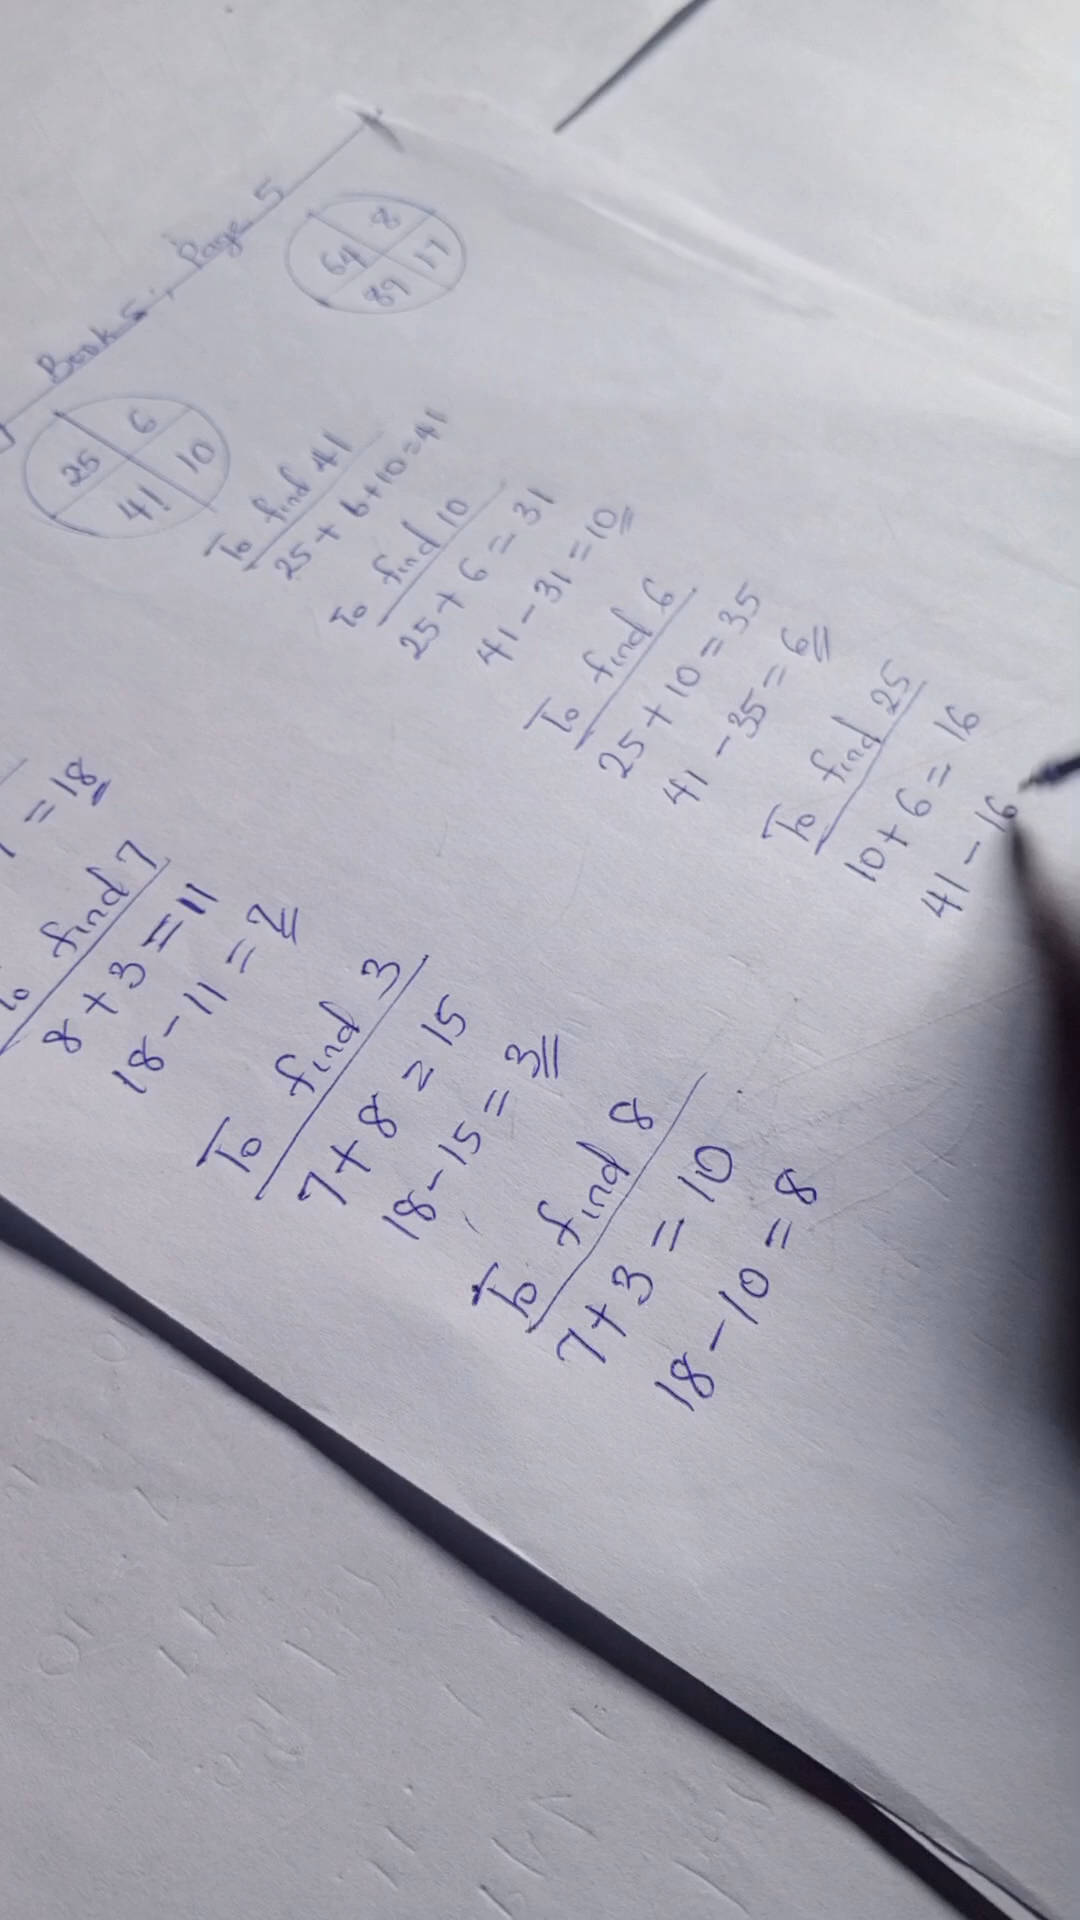 Book 5; Page 5
25 6
41 10
64 8
89 17
To find 41
25 + 6 + 10 = 41
To find 10
25 + 6 = 31
41 - 31 = 10
To find 6
25 + 10 = 35
41 - 35 = 6
To find 25
10 + 6 = 16
41 - 16
= 18
To find 7
8 + 3 = 11
18 - 11 = 2
To find 3
7 + 8 = 15
18 - 15 = 3
To find 8
7 + 3 = 10
18 - 10 = 8